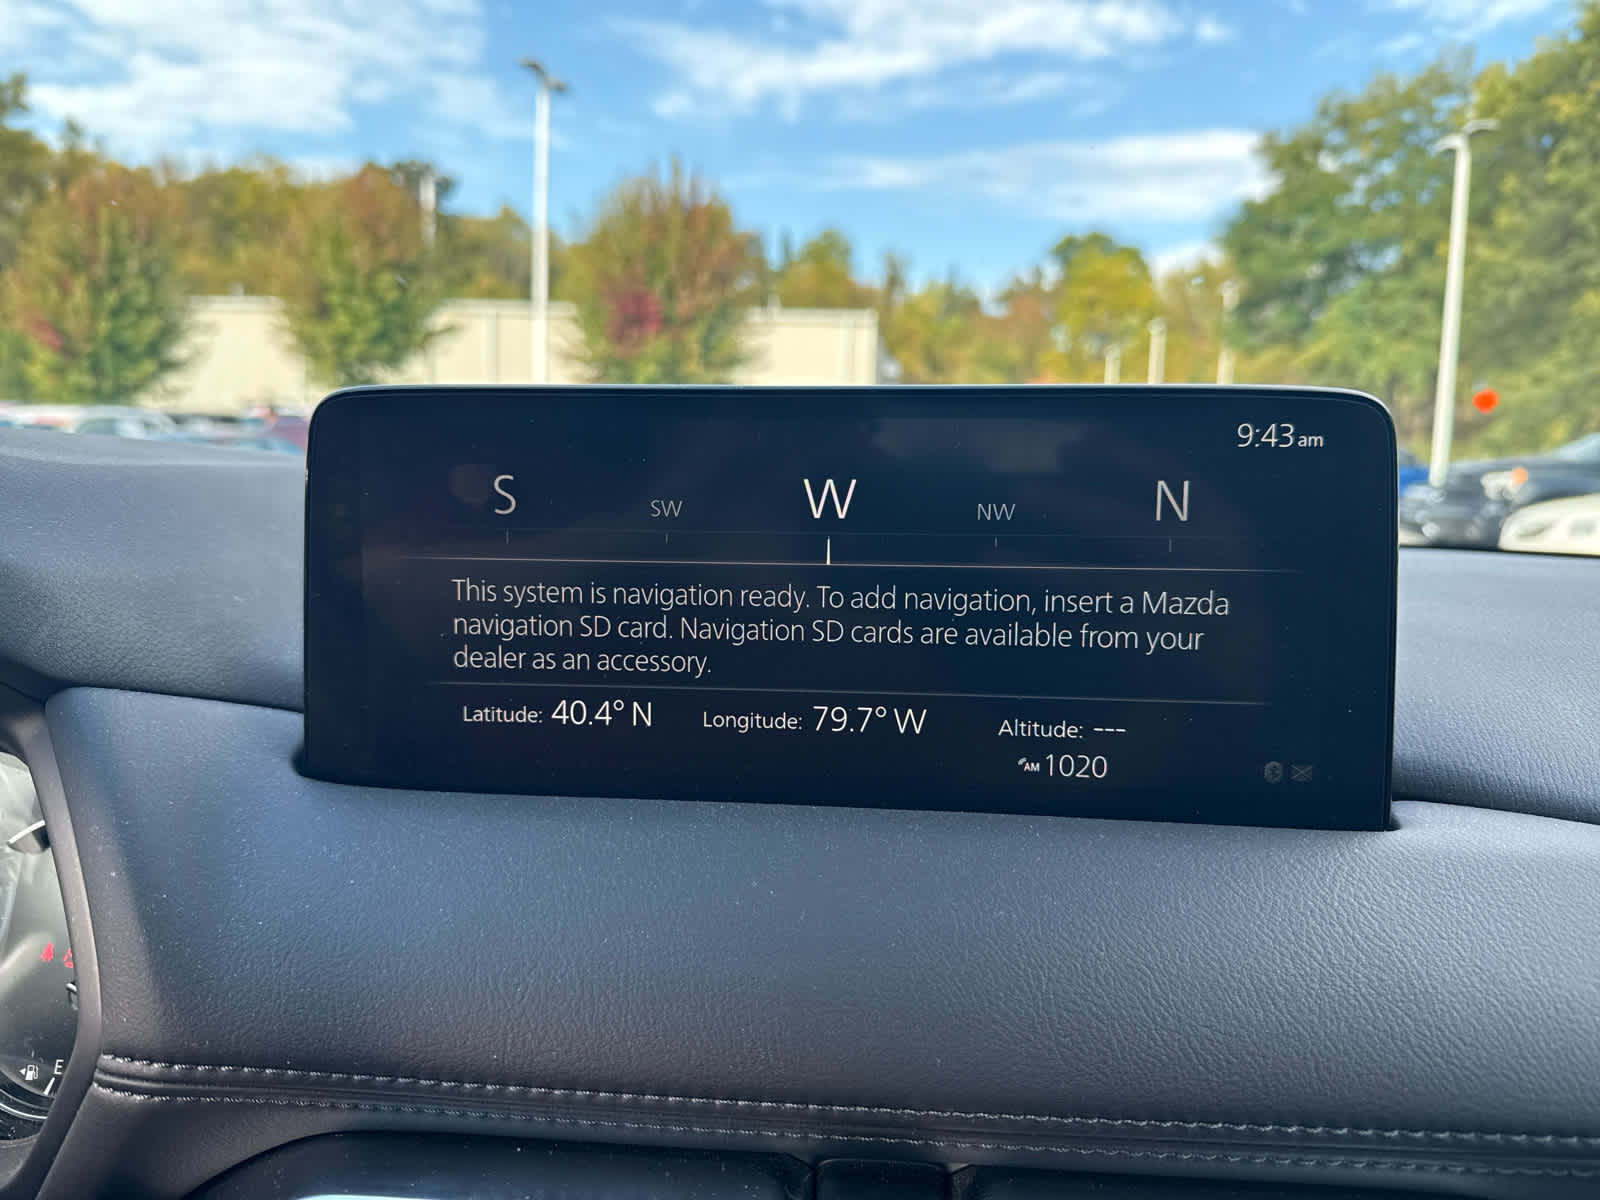 9:43am
S SW W NW N
This system is navigation ready. To add navigation, insert a Mazda
navigation SD card. Navigation SD cards are available from your
dealer as an accessory.
Latitude: 40.4° N Longitude: 79.7° W Altitude: ---
AM 1020
E